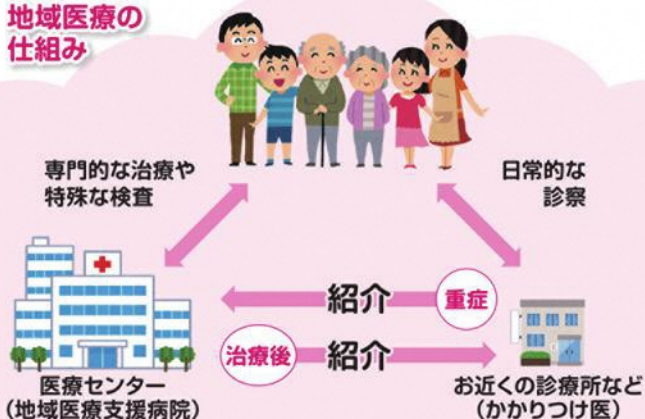 地域医療の
仕組み
専門的な治療や
特殊な検査
日常的な
診察
紹介 重症
治療後 紹介
医療センター
(地域医療支援病院)
お近くの診療所など
(かかりつけ医)